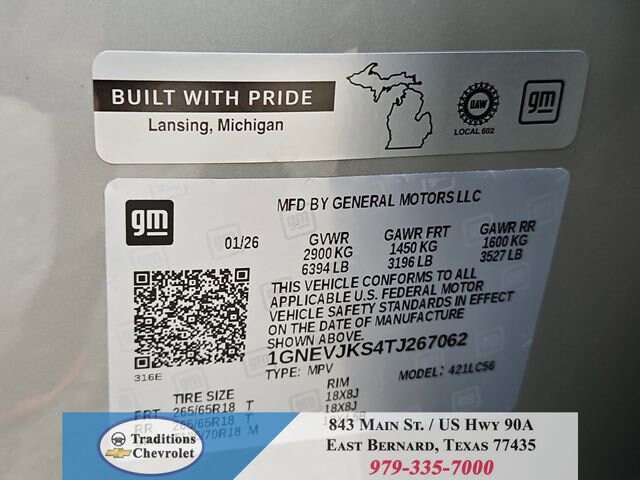 BUILT WITH PRIDE
Lansing, Michigan
UAW
LOCAL 602
gm
gm
MFD BY GENERAL MOTORS LLC
01/26 GVWR GAWR FRT GAWR RR
2900 KG 1450 KG 1600 KG
6394 LB 3196 LB 3527 LB
THIS VEHICLE CONFORMS TO ALL
APPLICABLE U.S. FEDERAL MOTOR
VEHICLE SAFETY STANDARDS IN EFFECT
ON THE DATE OF MANUFACTURE
SHOWN ABOVE.
1GNEVJKS4TJ267062
316E
TYPE: MPV MODEL: 421LC56
TIRE SIZE RIM
FRT 265/65R18 T 18X8J
RR 265/65R18 T 18X8J
70R18 M
Traditions
Chevrolet
843 Main St. / US Hwy 90A
East Bernard, Texas 77435
979-335-7000